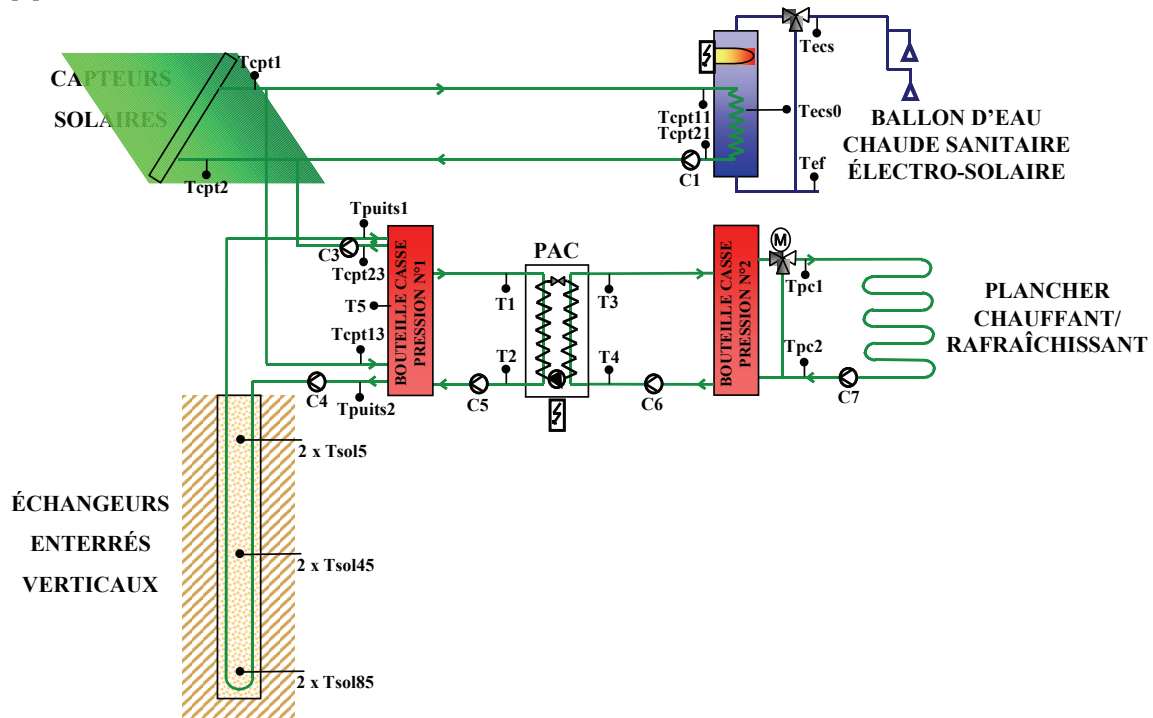 CAPTEURS
SOLAIRES
Tcpt1
Tcpt2
Tcpt11
Tcpt21
C1
Tecs
Tecs0
Tef
BALLON D'EAU
CHAUDE SANITAIRE
ÉLECTRO-SOLAIRE
Tpuits1
C3
Tcpt23
T5
Tcpt13
C4
Tpuits2
BOUTEILLE CASSE
PRESSION N°1
T1
T2
C5
PAC
T3
T4
C6
BOUTEILLE CASSE
PRESSION N°2
M
Tpc1
Tpc2
C7
PLANCHER
CHAUFFANT/
RAFRAÎCHISSANT
2 x Tsol5
2 x Tsol45
2 x Tsol85
ÉCHANGEURS
ENTERRÉS
VERTICAUX